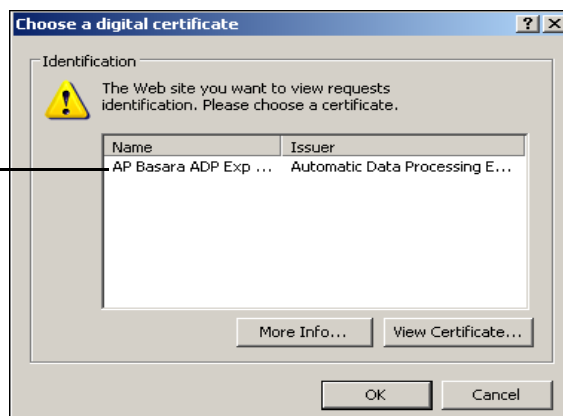 Choose a digital certificate
Identification
The Web site you want to view requests
identification. Please choose a certificate.
Name Issuer
AP Basara ADP Exp ... Automatic Data Processing E...
More Info... View Certificate...
OK Cancel